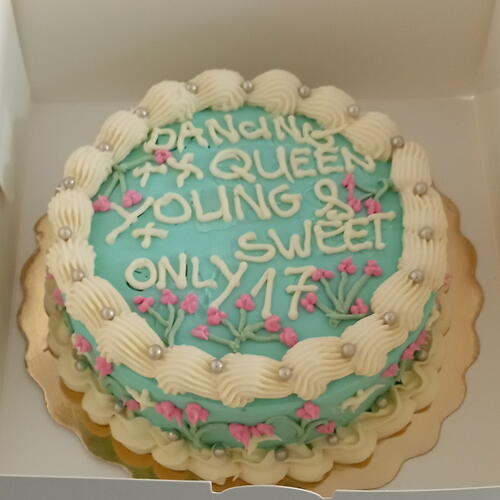 DANCING
QUEEN
YOUNG &
SWEET
ONLY 17